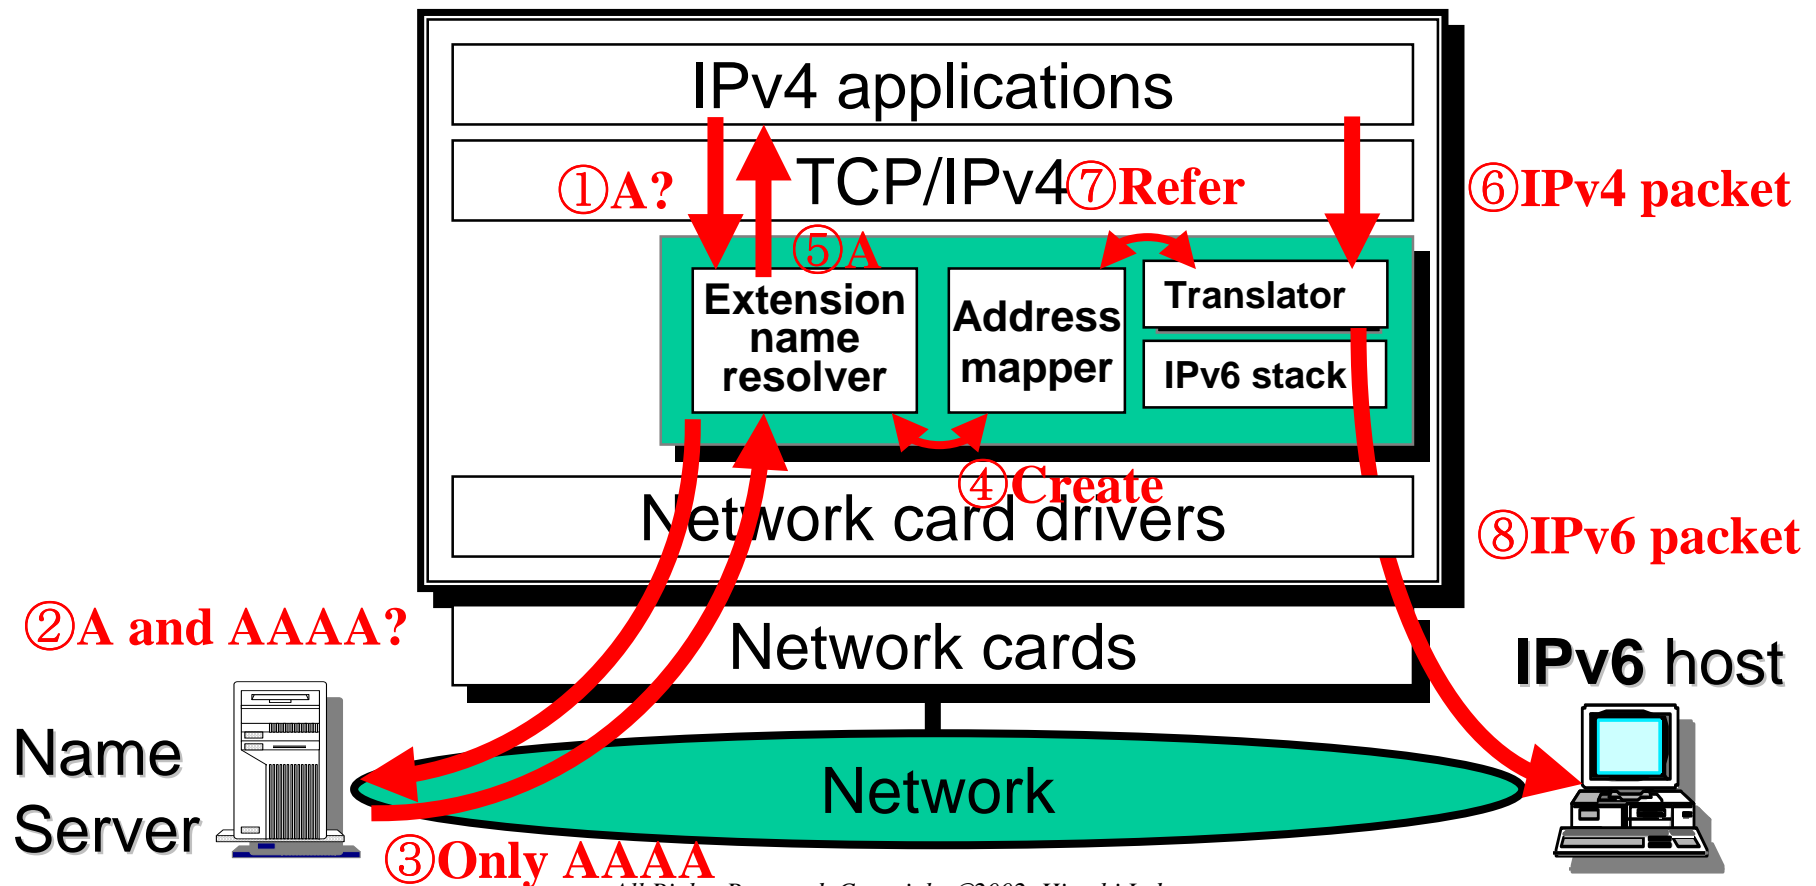 IPv4 applications
①A?
TCP/IPv4
⑦Refer
⑥IPv4 packet
⑤A
Extension
name
resolver
Address
mapper
Translator
IPv6 stack
④Create
Network card drivers
⑧IPv6 packet
②A and AAAA?
Network cards
IPv6 host
Name
Server
Network
③Only AAAA